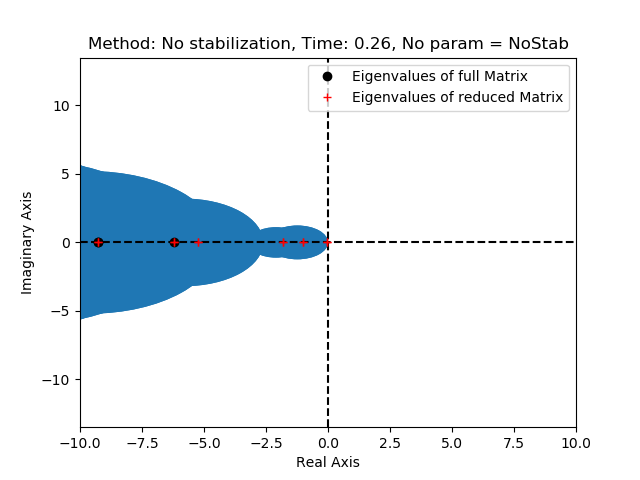 Method: No stabilization, Time: 0.26, No param = NoStab
Eigenvalues of full Matrix
Eigenvalues of reduced Matrix
Imaginary Axis
10
5
0
−5
−10
−10.0 −7.5 −5.0 −2.5 0.0 2.5 5.0 7.5 10.0
Real Axis